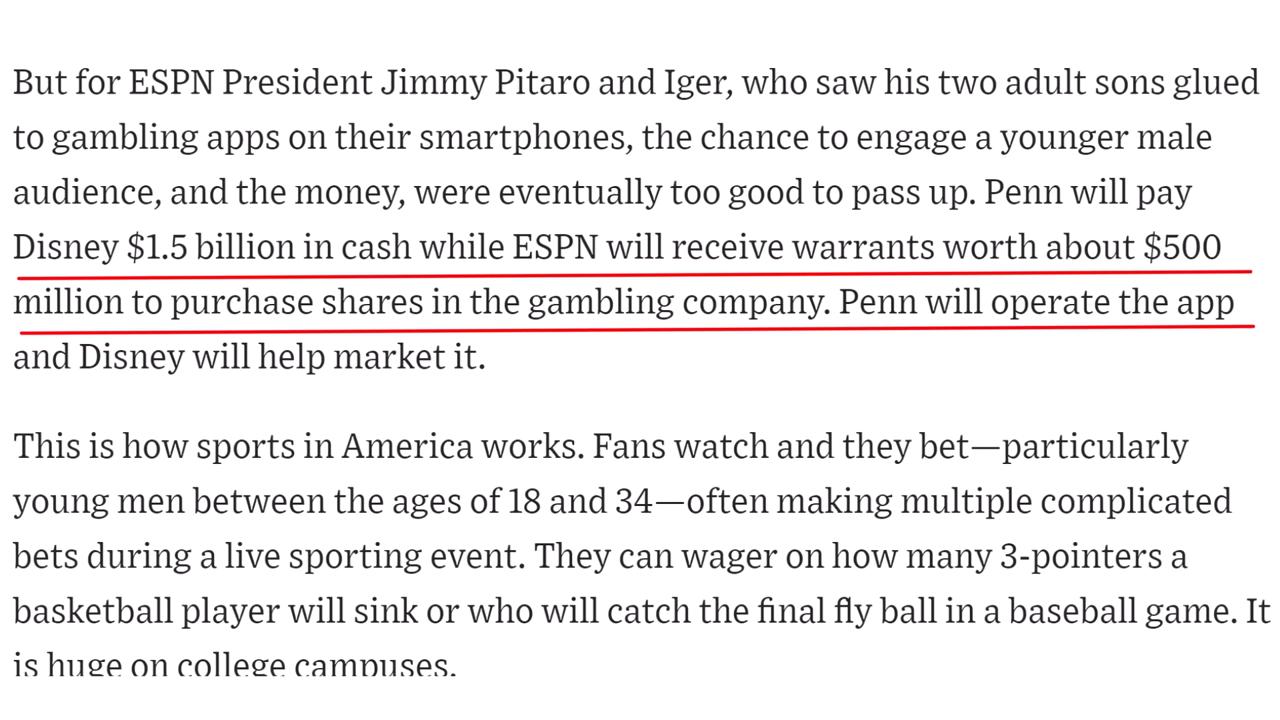 But for ESPN President Jimmy Pitaro and Iger, who saw his two adult sons glued
to gambling apps on their smartphones, the chance to engage a younger male
audience, and the money, were eventually too good to pass up. Penn will pay
Disney $1.5 billion in cash while ESPN will receive warrants worth about $500
million to purchase shares in the gambling company. Penn will operate the app
and Disney will help market it.
This is how sports in America works. Fans watch and they bet—particularly
young men between the ages of 18 and 34—often making multiple complicated
bets during a live sporting event. They can wager on how many 3-pointers a
basketball player will sink or who will catch the final fly ball in a baseball game. It
is huge on college campuses.